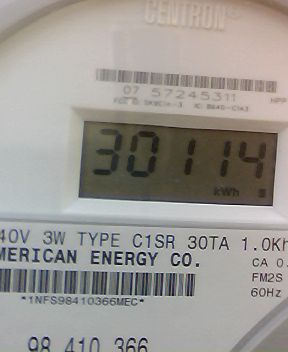 CENTRON®
07 57245311
HPP
30114
kWh
40V 3W TYPE C1SR 30TA 1.0Kh
MERICAN ENERGY CO.
CA 0.
FM2S
60Hz
*1NFS98410366MEC*
98 410 366